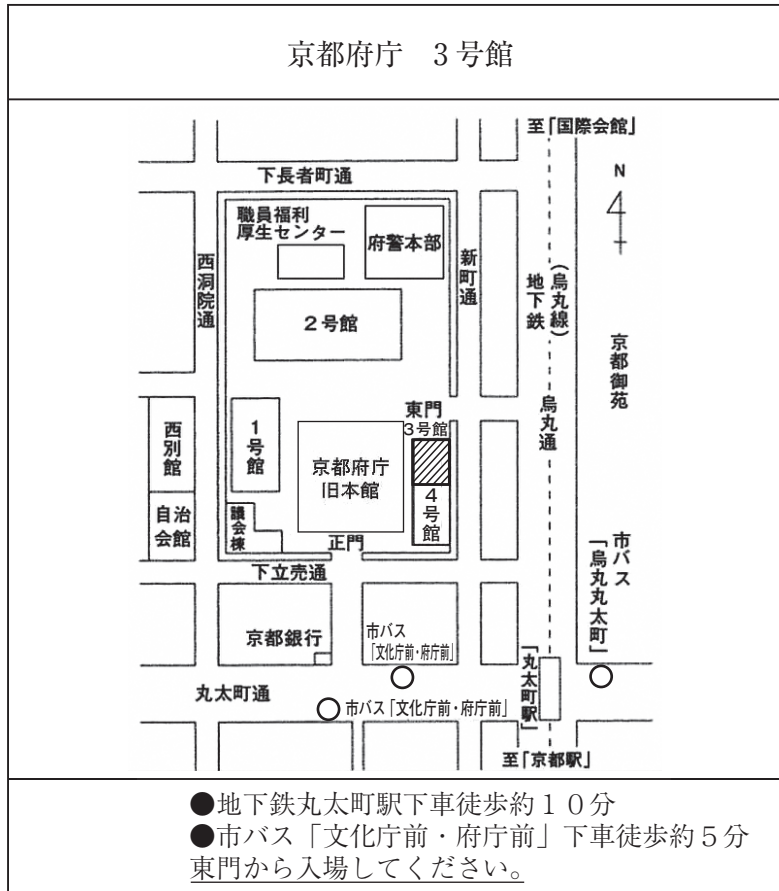 京都府庁　３号館
至「国際会館」
N
下長者町通
職員福利
厚生センター
府警本部
西洞院通
新町通
地下鉄
（烏丸線）
２号館
京都御苑
烏丸通
東門
３号館
西別館
１号館
京都府庁
旧本館
４号館
自治
会館
議会棟
正門
市バス
「烏丸丸太町」
下立売通
京都銀行
市バス
「文化庁前・府庁前」
「丸太町駅」
丸太町通
市バス「文化庁前・府庁前」
至「京都駅」
●地下鉄丸太町駅下車徒歩約１０分
●市バス「文化庁前・府庁前」下車徒歩約５分
東門から入場してください。